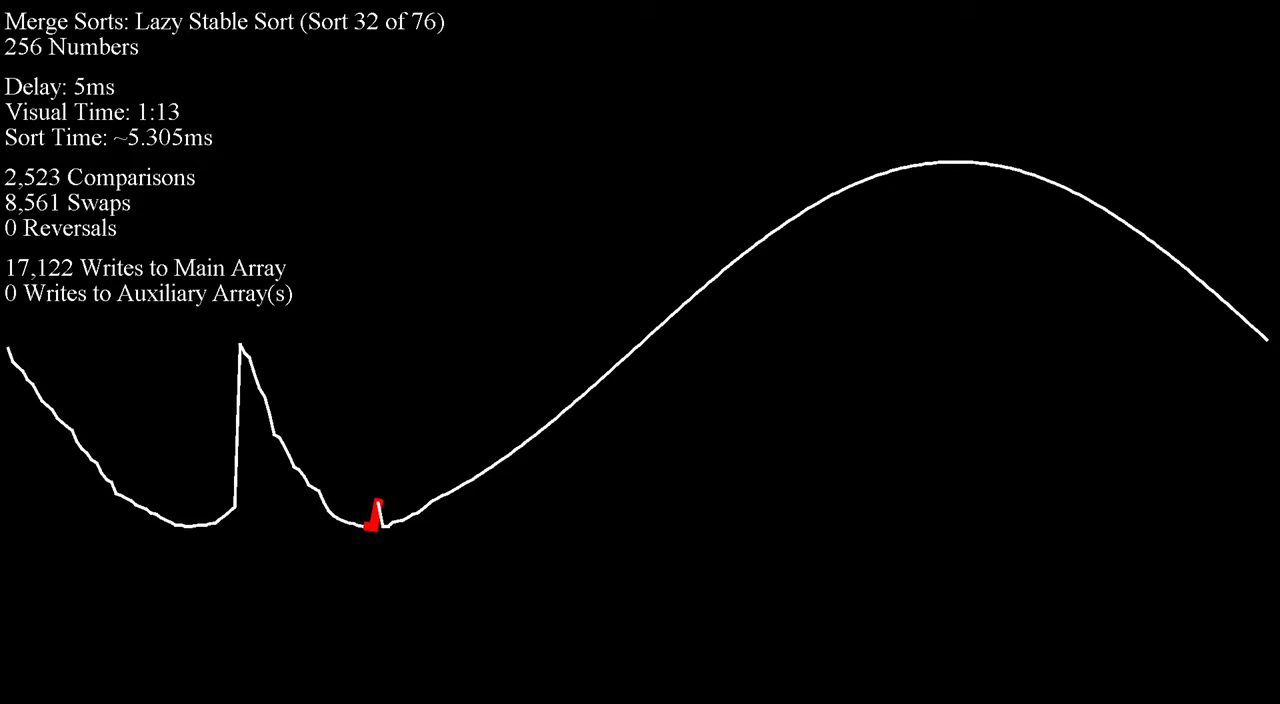 Merge Sorts: Lazy Stable Sort (Sort 32 of 76)
256 Numbers
Delay: 5ms
Visual Time: 1:13
Sort Time: ~5.305ms
2,523 Comparisons
8,561 Swaps
0 Reversals
17,122 Writes to Main Array
0 Writes to Auxiliary Array(s)